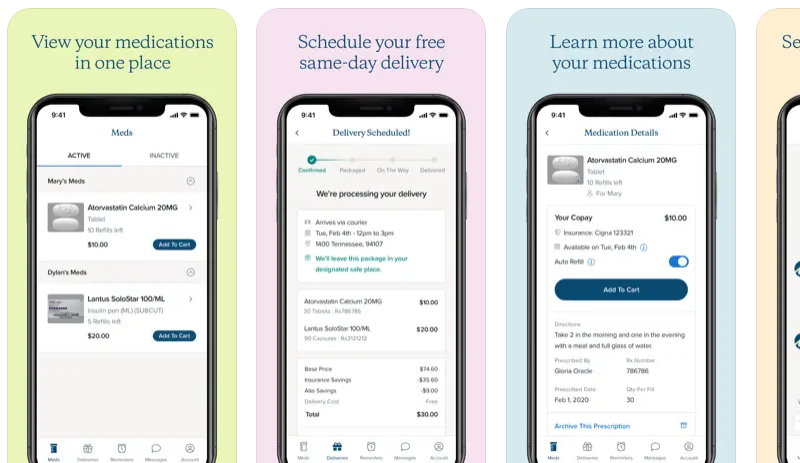 View your medications
in one place
9:41
Meds
ACTIVE INACTIVE
Mary's Meds
Atorvastatin Calcium 20MG
Tablet
10 Refills left
$10.00 Add To Cart
Dylan's Meds
Lantus SoloStar 100/ML
Insulin pen (ML) (SUBCUT)
5 Refills left
$20.00 Add To Cart
Meds Deliveries Reminders Messages Account
Schedule your free
same-day delivery
9:41
Delivery Scheduled!
Confirmed Packaged On The Way Delivered
We're processing your delivery
Arrives via courier
Tue, Feb 4th - 12pm to 3pm
1400 Tennessee, 94107
We'll leave this package in your
designated safe place.
Atorvastatin Calcium 20MG $10.00
30 Tablets · Rx786786
Lantus SoloStar 100/ML $20.00
90 Capsules · Rx2121212
Base Price $74.60
Insurance Savings -$35.60
Alto Savings -$9.00
Delivery Cost Free
Total $30.00
Meds Deliveries Reminders Messages Account
Learn more about
your medications
9:41
Medication Details
Atorvastatin Calcium 20MG
Tablet
10 Refills left
For Mary
Your Copay $10.00
Insurance: Cigna 123321
Available on Tue, Feb 4th
Auto Refill
Add To Cart
Directions
Take 2 in the morning and one in the evening
with a meal and full glass of water.
Prescribed By Rx Number
Gloria Oracle 786786
Prescribed Date Qty Per Fill
Feb 1, 2020 30
Archive This Prescription
Meds Deliveries Reminders Messages Account
Se